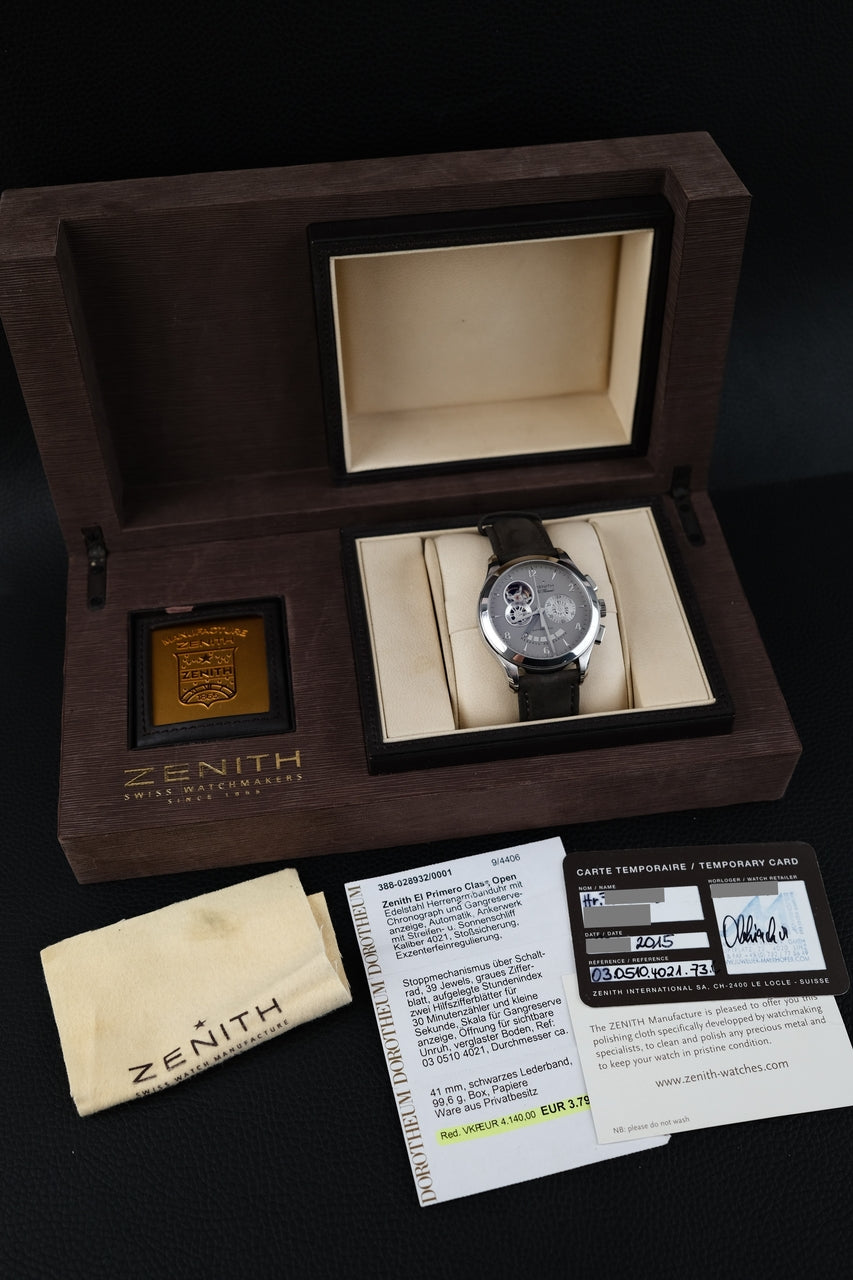 MANUFACTURE
ZENITH
ZENITH
1865
ZENITH
SWISS WATCHMAKERS
SINCE 1865
ZENITH
ZENITH
SWISS WATCH MANUFACTURE
DOROTHEUM DOROTHEUM DOROTHEUM DOROTHEUM
388-028932/0001 9/4406
Zenith El Primero Class Open
Edelstahl Herrenarmbanduhr mit
Chronograph und Gangreserve-
anzeige, Automatik, Ankerwerk
mit Streifen- u. Sonnenschliff
Kaliber 4021, Stoßsicherung,
Exzenterfeinregulierung,
Stoppmechanismus über Schalt-
rad, 39 Jewels, graues Ziffer-
blatt, aufgelegte Stundenindex
zwei Hilfszifferblätter für
30 Minutenzähler und kleine
Sekunde, Skala für Gangreserve
anzeige, Öffnung für sichtbare
Unruh, verglaster Boden, Ref:
03 0510 4021, Durchmesser ca.
41 mm, schwarzes Lederband,
99,6 g, Box, Papiere
Ware aus Privatbesitz
Red. VKP EUR 4.140,00 EUR 3.79
CARTE TEMPORAIRE / TEMPORARY CARD
NOM / NAME
Hr.
DATE / DATE
2015
RÉFÉRENCE / REFERENCE
03.0510.4021.73.
HORLOGER / WATCH RETAILER
ZENITH INTERNATIONAL SA, CH-2400 LE LOCLE - SUISSE
The ZENITH Manufacture is pleased to offer you this
polishing cloth specifically developped by watchmaking
specialists, to clean and polish any precious metal and
to keep your watch in pristine condition.
www.zenith-watches.com
NB: please do not wash